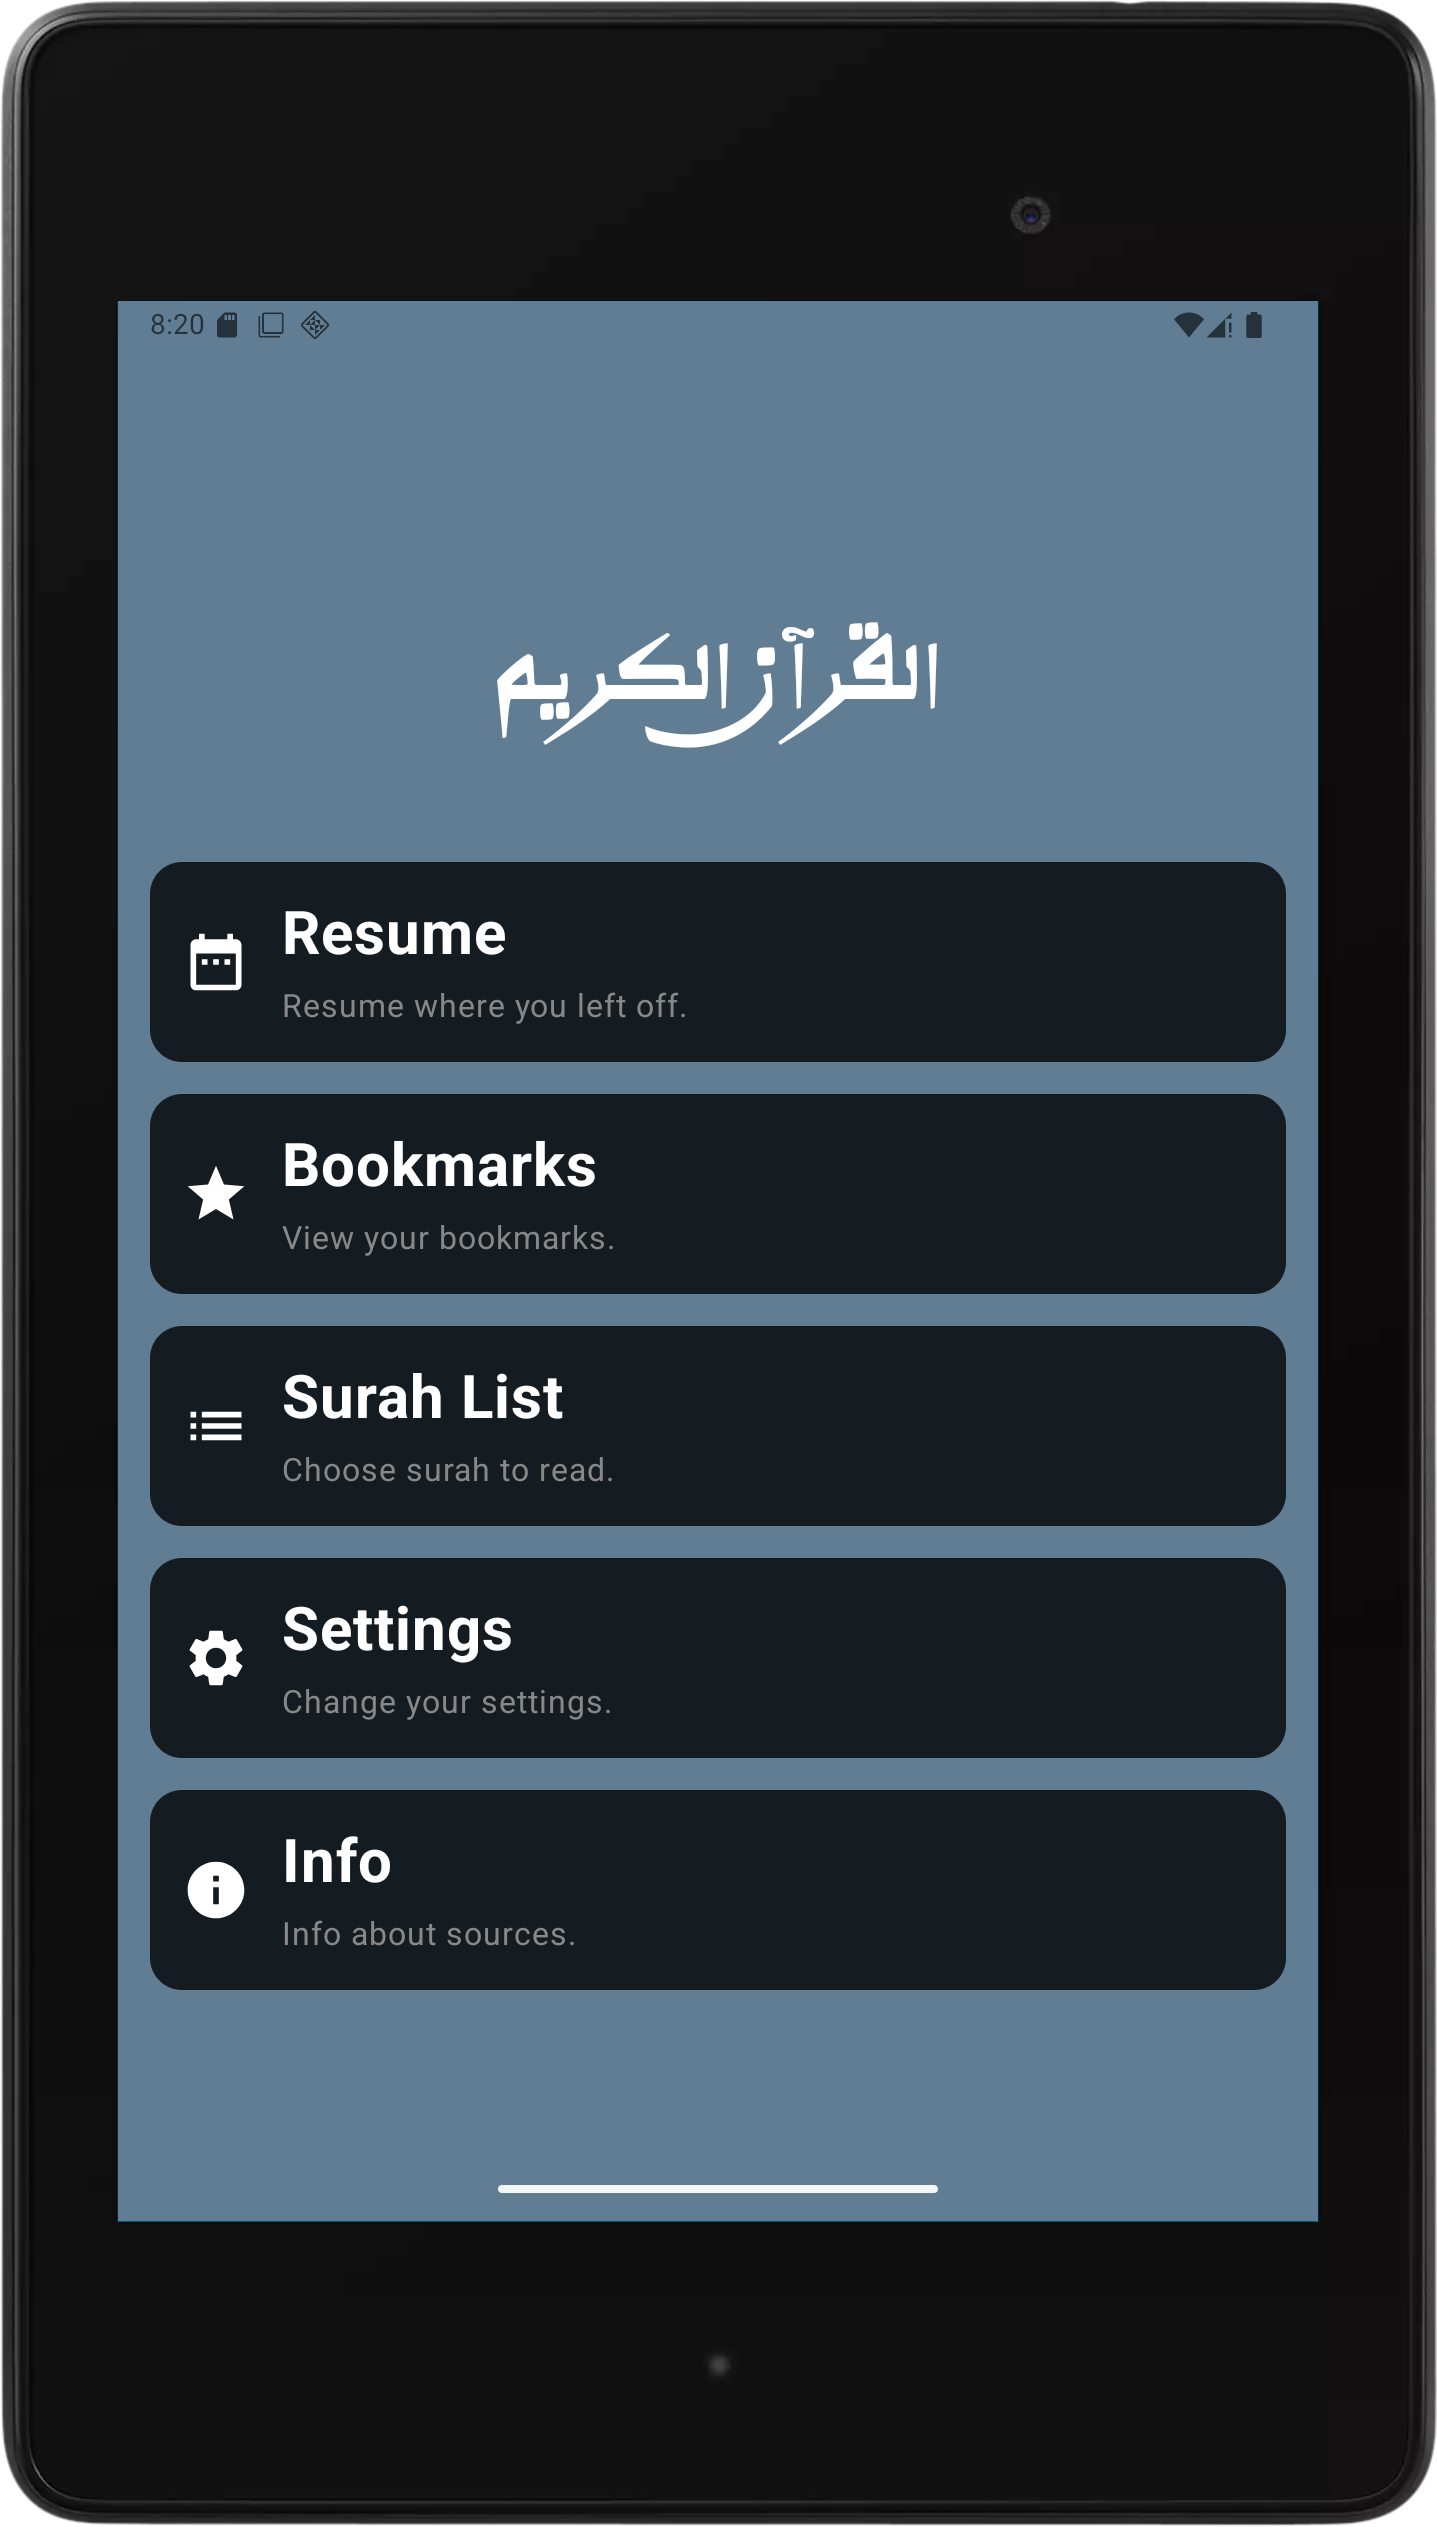 8:20
القرآن الكريم
Resume
Resume where you left off.
Bookmarks
View your bookmarks.
Surah List
Choose surah to read.
Settings
Change your settings.
Info
Info about sources.